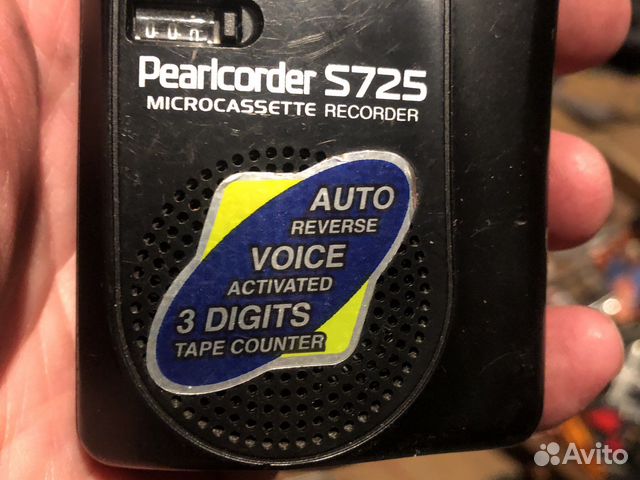 Pearlcorder S725
MICROCASSETTE RECORDER
AUTO
REVERSE
VOICE
ACTIVATED
3 DIGITS
TAPE COUNTER
Avito